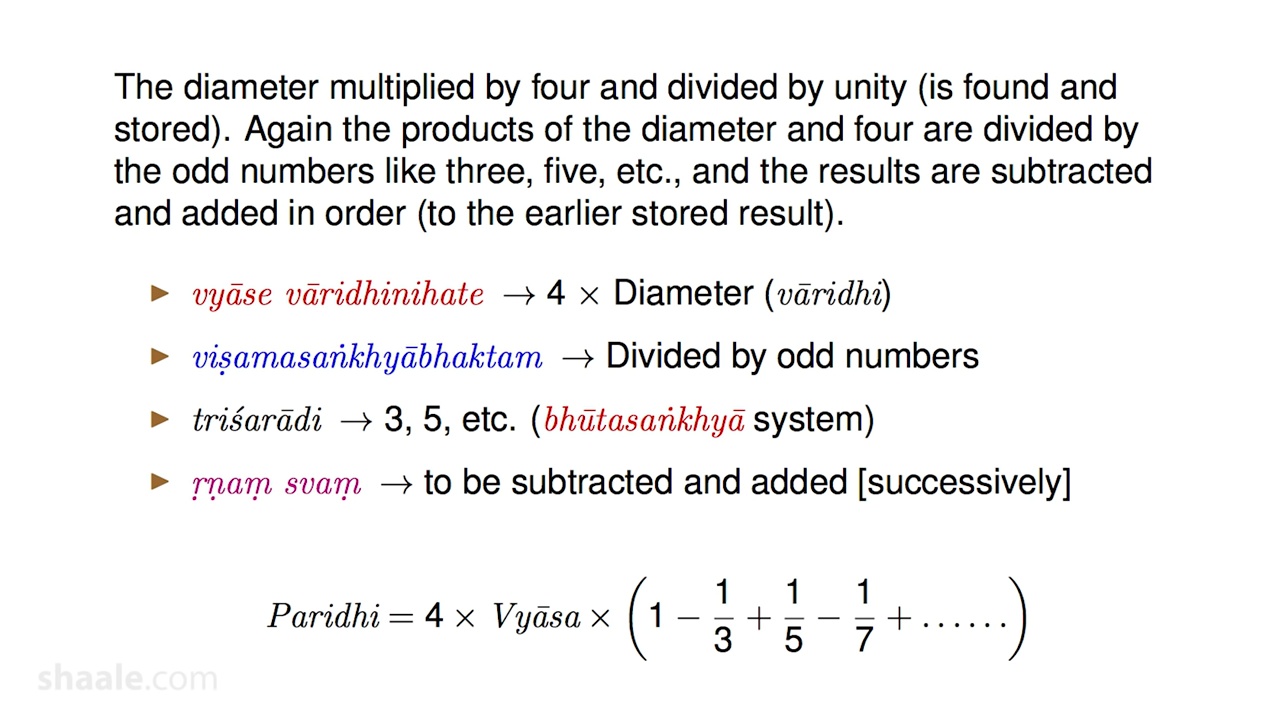 The diameter multiplied by four and divided by unity (is found and
stored). Again the products of the diameter and four are divided by
the odd numbers like three, five, etc., and the results are subtracted
and added in order (to the earlier stored result).
▶ vyāse vāridhinihate → 4 × Diameter (vāridhi)
▶ viṣamasaṅkhyābhaktam → Divided by odd numbers
▶ triśarādi → 3, 5, etc. (bhūtasaṅkhyā system)
▶ ṛṇaṃ svaṃ → to be subtracted and added [successively]
Paridhi = 4 × Vyāsa × (1 − 1/3 + 1/5 − 1/7 + ......)
shaale.com